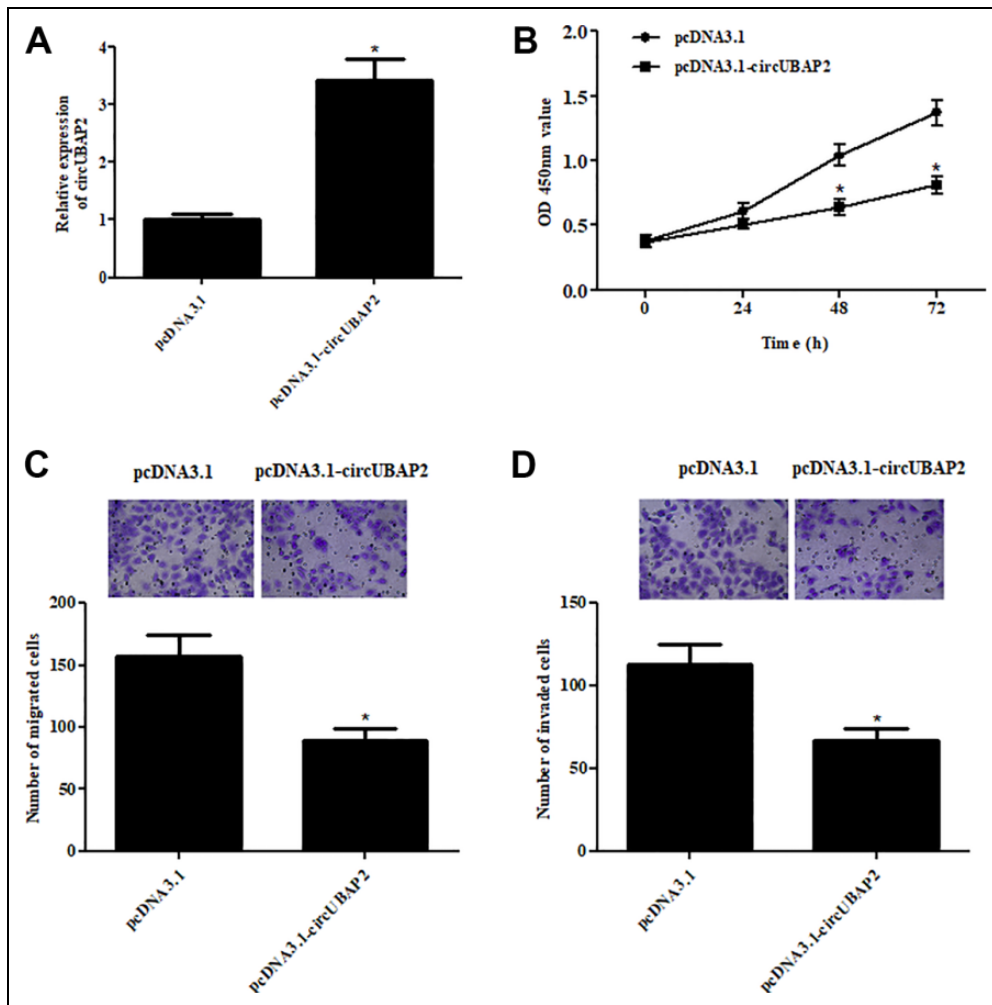 A
Relative expression
of circUBAP2
4
3
2
1
0
*
pcDNA3.1
pcDNA3.1-circUBAP2
B
pcDNA3.1
pcDNA3.1-circUBAP2
OD 450nm value
2.0
1.5
1.0
0.5
0.0
*
*
0 24 48 72
Time (h)
C
pcDNA3.1 pcDNA3.1-circUBAP2
Number of migrated cells
200
150
100
50
0
*
pcDNA3.1
pcDNA3.1-circUBAP2
D
pcDNA3.1 pcDNA3.1-circUBAP2
Number of invaded cells
150
100
50
0
*
pcDNA3.1
pcDNA3.1-circUBAP2